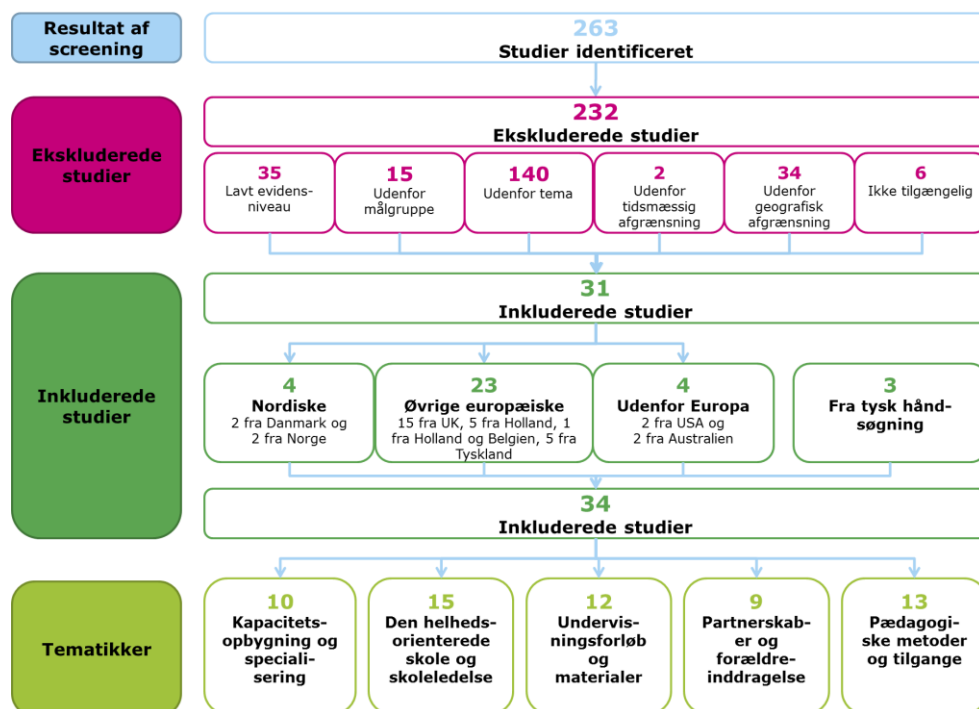 Resultat af
screening
263
Studier identificeret
Ekskluderede
studier
232
Ekskluderede studier
35
Lavt evidens-
niveau
15
Udenfor
målgruppe
140
Udenfor tema
2
Udenfor
tidsmæssig
afgrænsning
34
Udenfor
geografisk
afgrænsning
6
Ikke tilgængelig
Inkluderede
studier
31
Inkluderede studier
4
Nordiske
2 fra Danmark og
2 fra Norge
23
Øvrige europæiske
15 fra UK, 5 fra Holland, 1
fra Holland og Belgien, 5 fra
Tyskland
4
Udenfor Europa
2 fra USA og
2 fra Australien
3
Fra tysk hånd-
søgning
34
Inkluderede studier
Tematikker
10
Kapacitets-
opbygning og
speciali-
sering
15
Den helheds-
orienterede
skole og
skoleledelse
12
Undervis-
ningsforløb
og
materialer
9
Partnerskab-
er og
forældre-
inddragelse
13
Pædagogi-
ske metoder
og tilgange